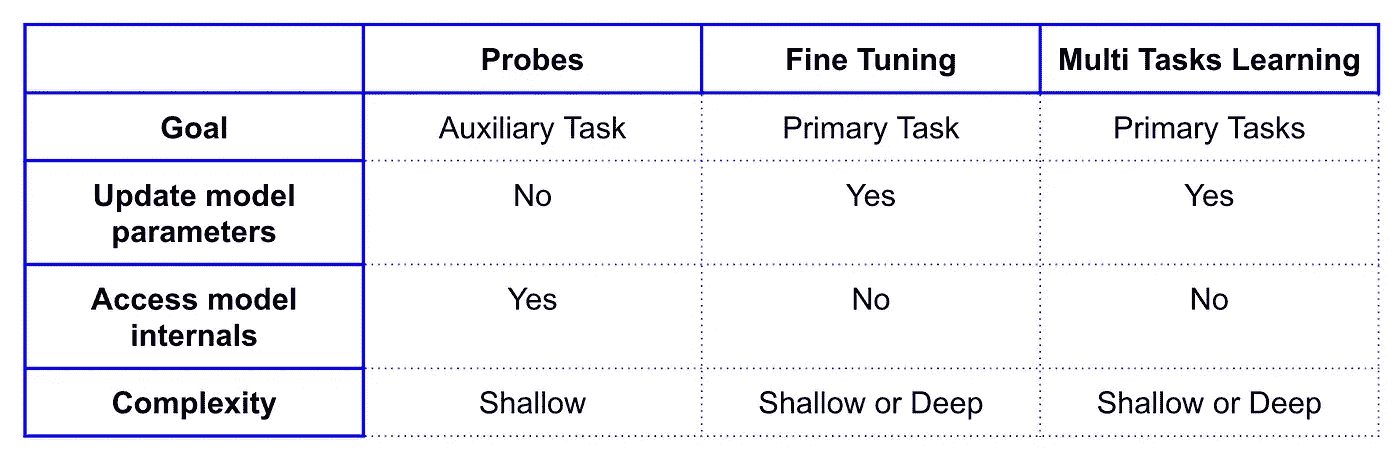 Probes Fine Tuning Multi Tasks Learning
Goal Auxiliary Task Primary Task Primary Tasks
Update model No Yes Yes
parameters
Access model Yes No No
internals
Complexity Shallow Shallow or Deep Shallow or Deep